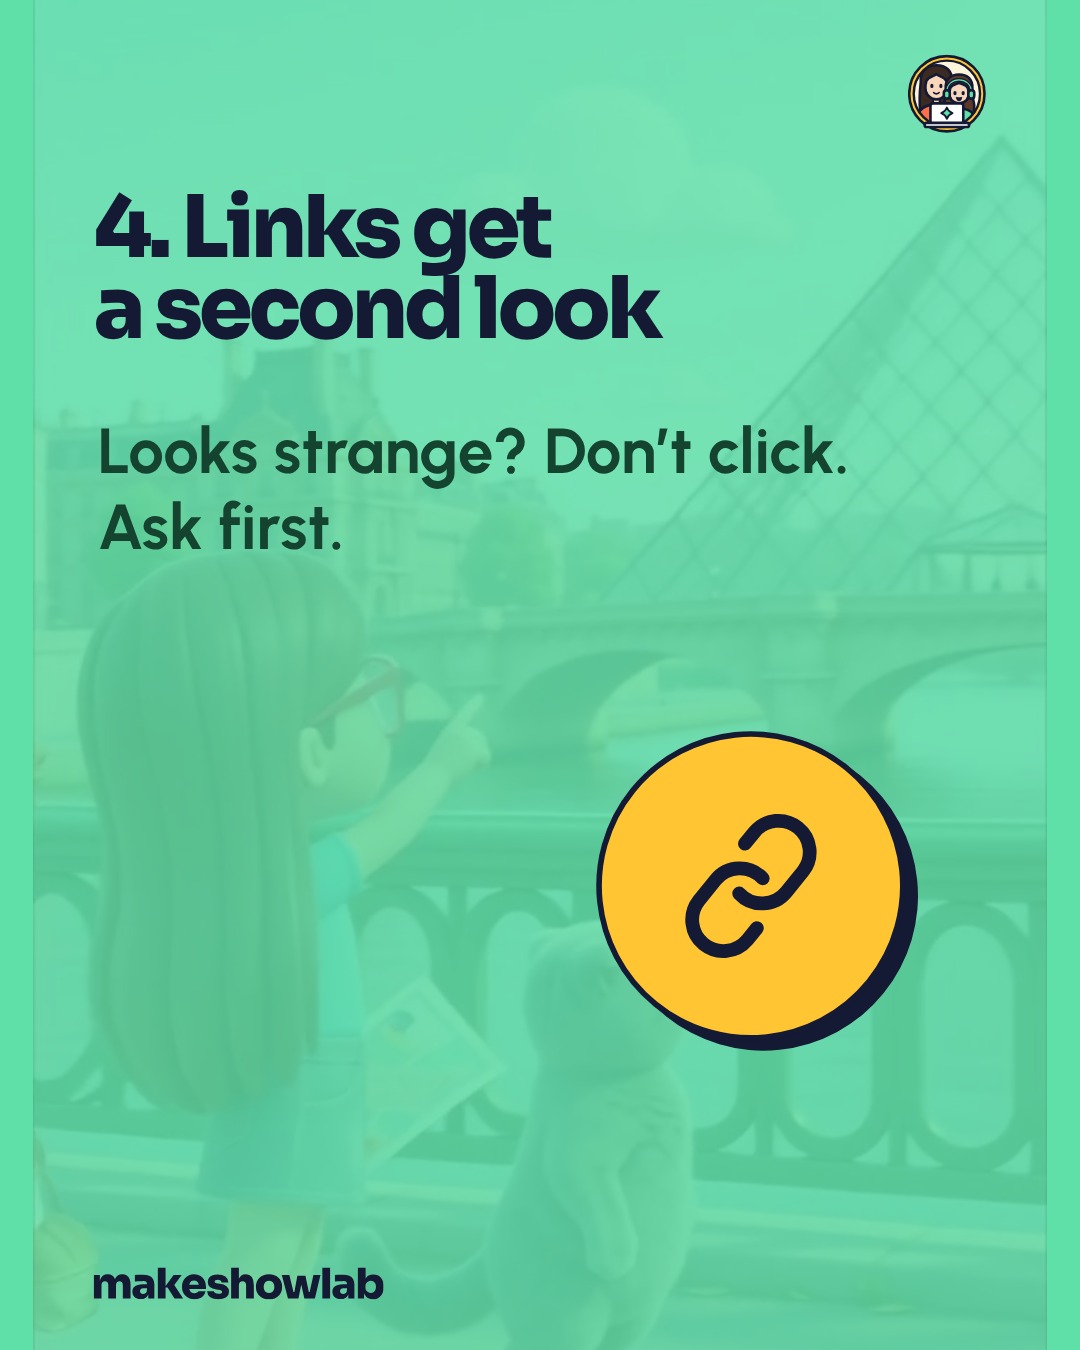 4. Links get
a second look
Looks strange? Don’t click.
Ask first.
makeshowlab